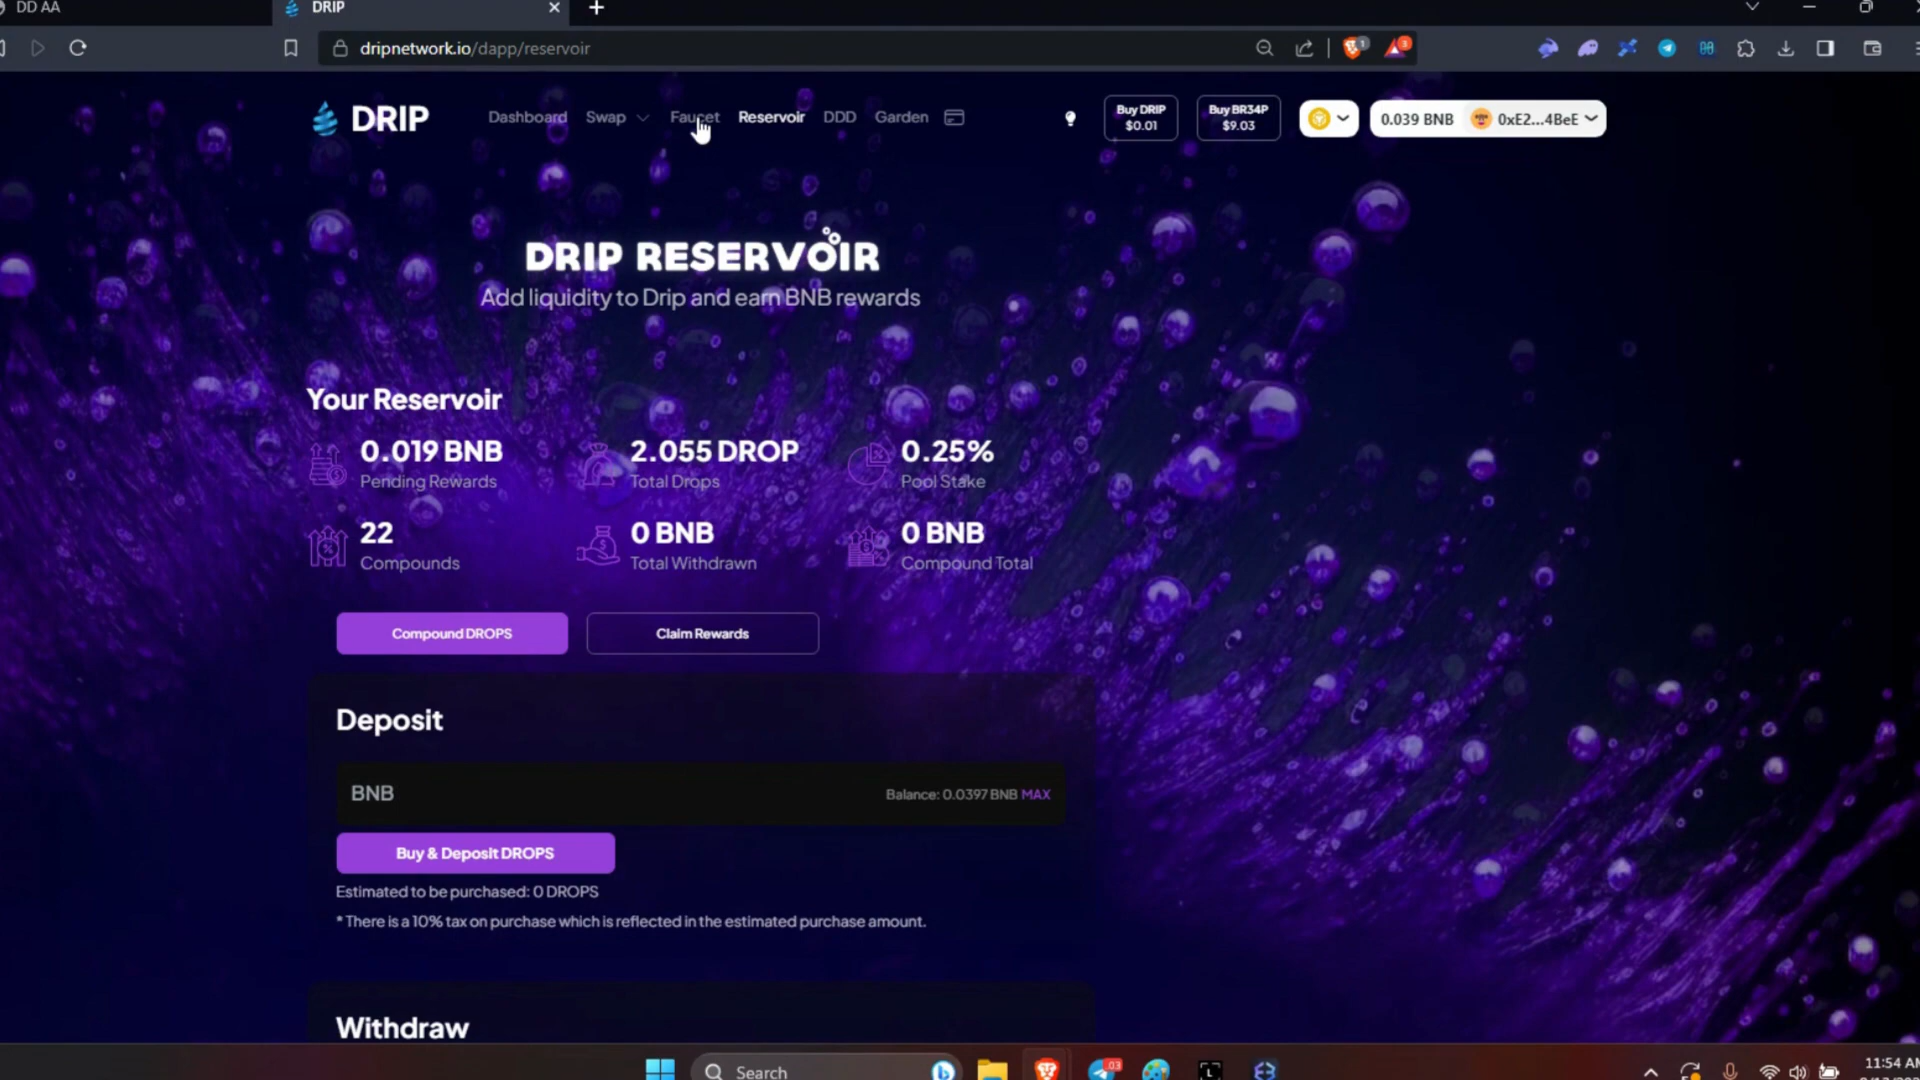 DD AA
DRIP
dripnetwork.io/dapp/reservoir
1
3
DRIP
Dashboard
Swap
Faucet
Reservoir
DDD
Garden
Buy DRIP
$0.01
Buy BR34P
$9.03
0.039 BNB
0xE2...4BeE
DRIP RESERVOIR
Add liquidity to Drip and earn BNB rewards
Your Reservoir
0.019 BNB
Pending Rewards
2.055 DROP
Total Drops
0.25%
Pool Stake
22
Compounds
0 BNB
Total Withdrawn
0 BNB
Compound Total
Compound DROPS
Claim Rewards
Deposit
BNB
Balance: 0.0397 BNB MAX
Buy & Deposit DROPS
Estimated to be purchased: 0 DROPS
* There is a 10% tax on purchase which is reflected in the estimated purchase amount.
Withdraw
Search
03
11:54 AM